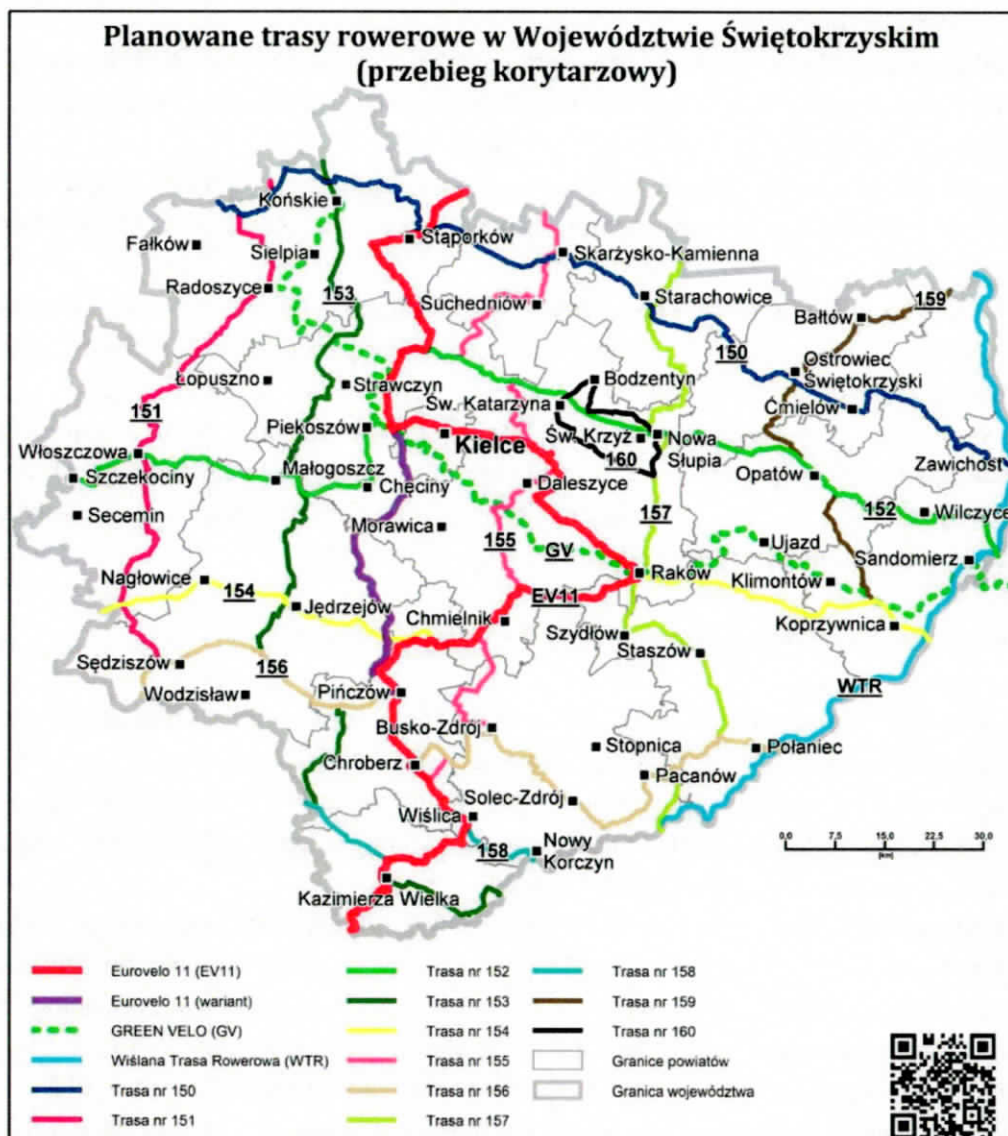 Planowane trasy rowerowe w Województwie Świętokrzyskim
(przebieg korytarzowy)
Końskie
Stąporków
Fałków
Sielpia
Skarżysko-Kamienna
Radoszyce
153
Suchedniów
Starachowice
159
Bałtów
150
Ostrowiec
Świętokrzyski
Łopuszno
Strawczyn
Bodzentyn
Św. Katarzyna
Ćmielów
151
Piekoszów
Kielce
Św. Krzyż
Nowa
Słupia
160
Włoszczowa
Zawichost
Szczekociny
Małogoszcz
Chęciny
Daleszyce
Opatów
152
Wilczyce
Secemin
Morawica
155
157
GV
Ujazd
Sandomierz
Nagłowice
154
Raków
Klimontów
Jędrzejów
EV11
Chmielnik
Koprzywnica
Szydłów
Staszów
Sędziszów
156
WTR
Wodzisław
Pińczów
Busko-Zdrój
Stopnica
Połaniec
Chroberz
Pacanów
Solec-Zdrój
Wiślica
158
Nowy
Korczyn
0,0 7,5 15,0 22,5 30,0
[km]
Kazimierza Wielka
Eurovelo 11 (EV11)
Trasa nr 152
Trasa nr 158
Eurovelo 11 (wariant)
Trasa nr 153
Trasa nr 159
GREEN VELO (GV)
Trasa nr 154
Trasa nr 160
Wiślana Trasa Rowerowa (WTR)
Trasa nr 155
Granice powiatów
Trasa nr 150
Trasa nr 156
Granica województwa
Trasa nr 151
Trasa nr 157